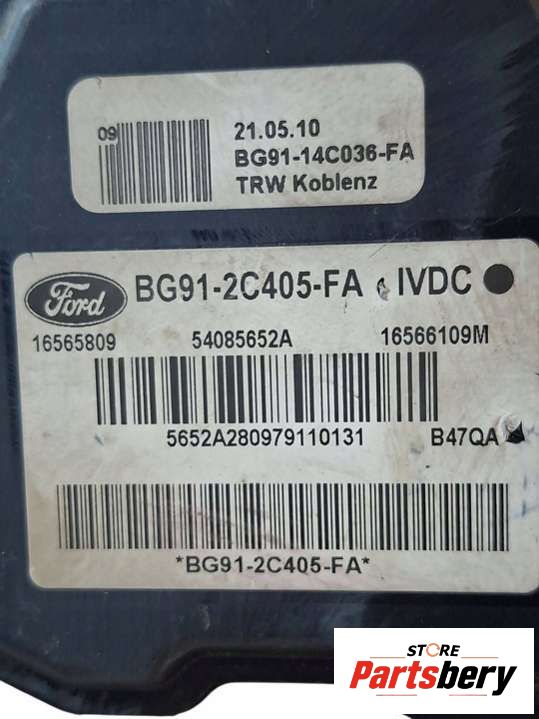 09
21.05.10
BG91-14C036-FA
TRW Koblenz
Ford BG91-2C405-FA IVDC
16565809 54085652A 16566109M
5652A280979110131 B47QA
*BG91-2C405-FA*
STORE
Partsbery